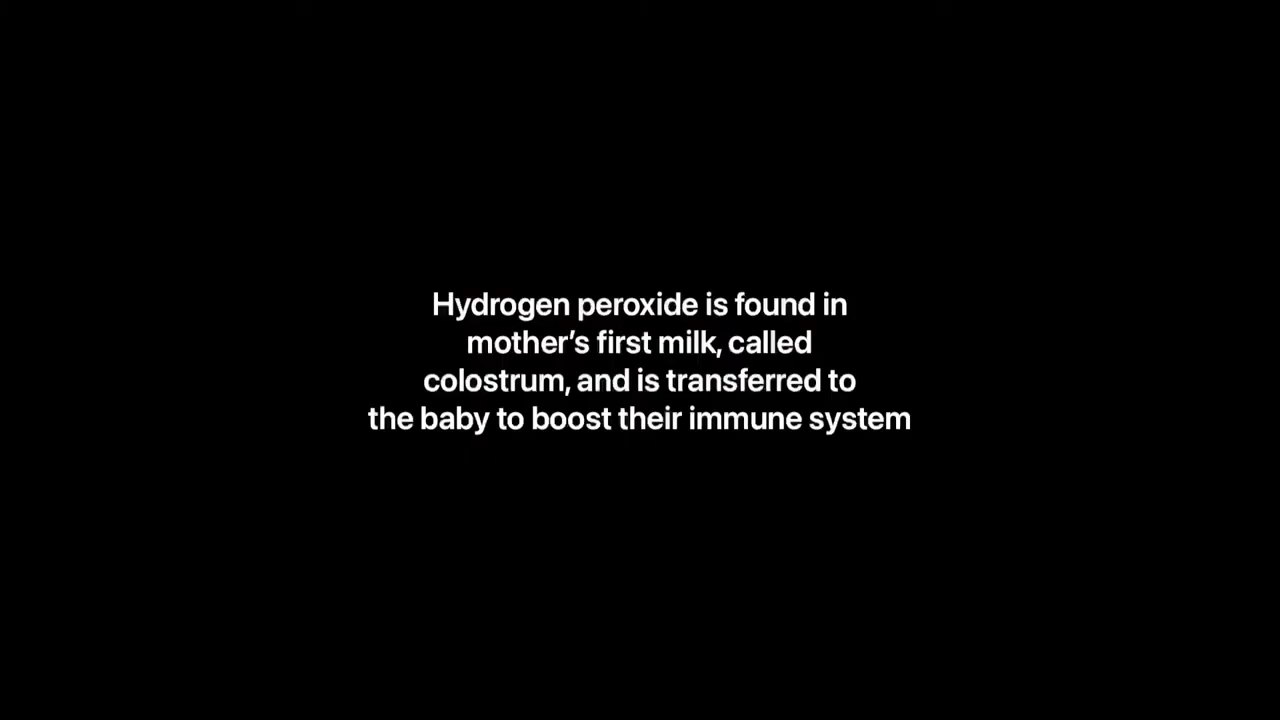 Hydrogen peroxide is found in
mother’s first milk, called
colostrum, and is transferred to
the baby to boost their immune system